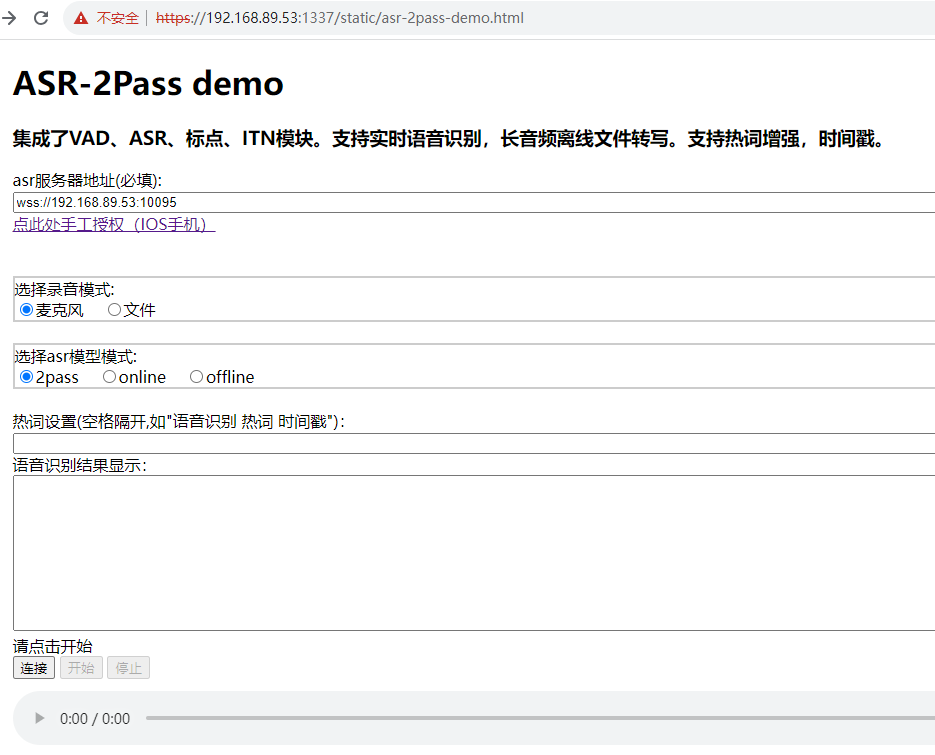 不安全 https://192.168.89.53:1337/static/asr-2pass-demo.html
ASR-2Pass demo
集成了VAD、ASR、标点、ITN模块。支持实时语音识别，长音频离线文件转写。支持热词增强，时间戳。
asr服务器地址(必填):
wss://192.168.89.53:10095
点此处手工授权（IOS手机）
选择录音模式:
麦克风 文件
选择asr模型模式:
2pass online offline
热词设置(空格隔开,如"语音识别 热词 时间戳")：
语音识别结果显示：
请点击开始
连接 开始 停止
0:00 / 0:00